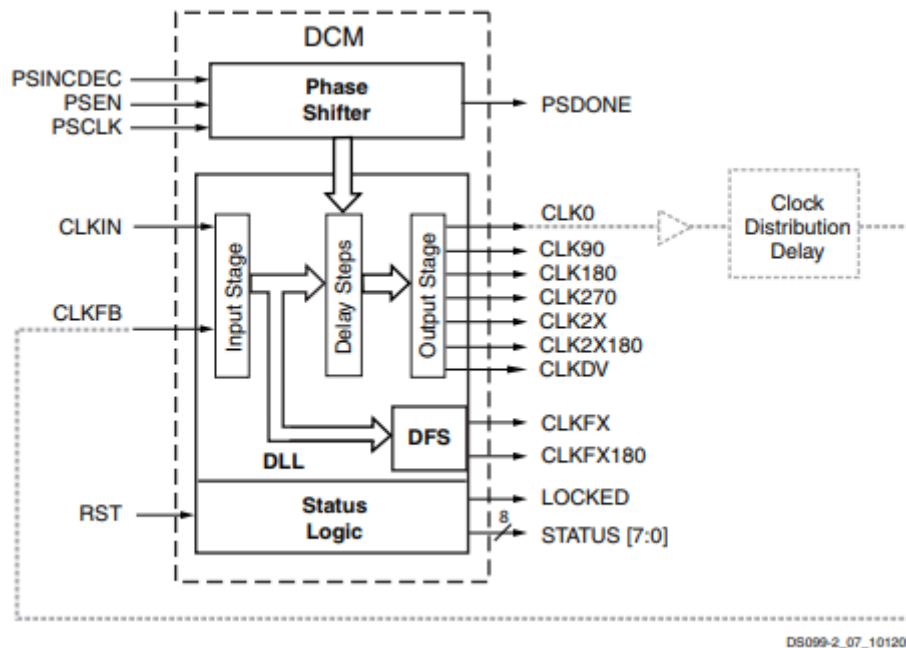 DCM
PSINCDEC
PSEN
PSCLK
Phase
Shifter
PSDONE
CLKIN
CLKFB
Input Stage
Delay Steps
Output Stage
CLK0
CLK90
CLK180
CLK270
CLK2X
CLK2X180
CLKDV
Clock
Distribution
Delay
DFS
CLKFX
CLKFX180
DLL
RST
Status
Logic
LOCKED
8
STATUS [7:0]
DS099-2_07_10120